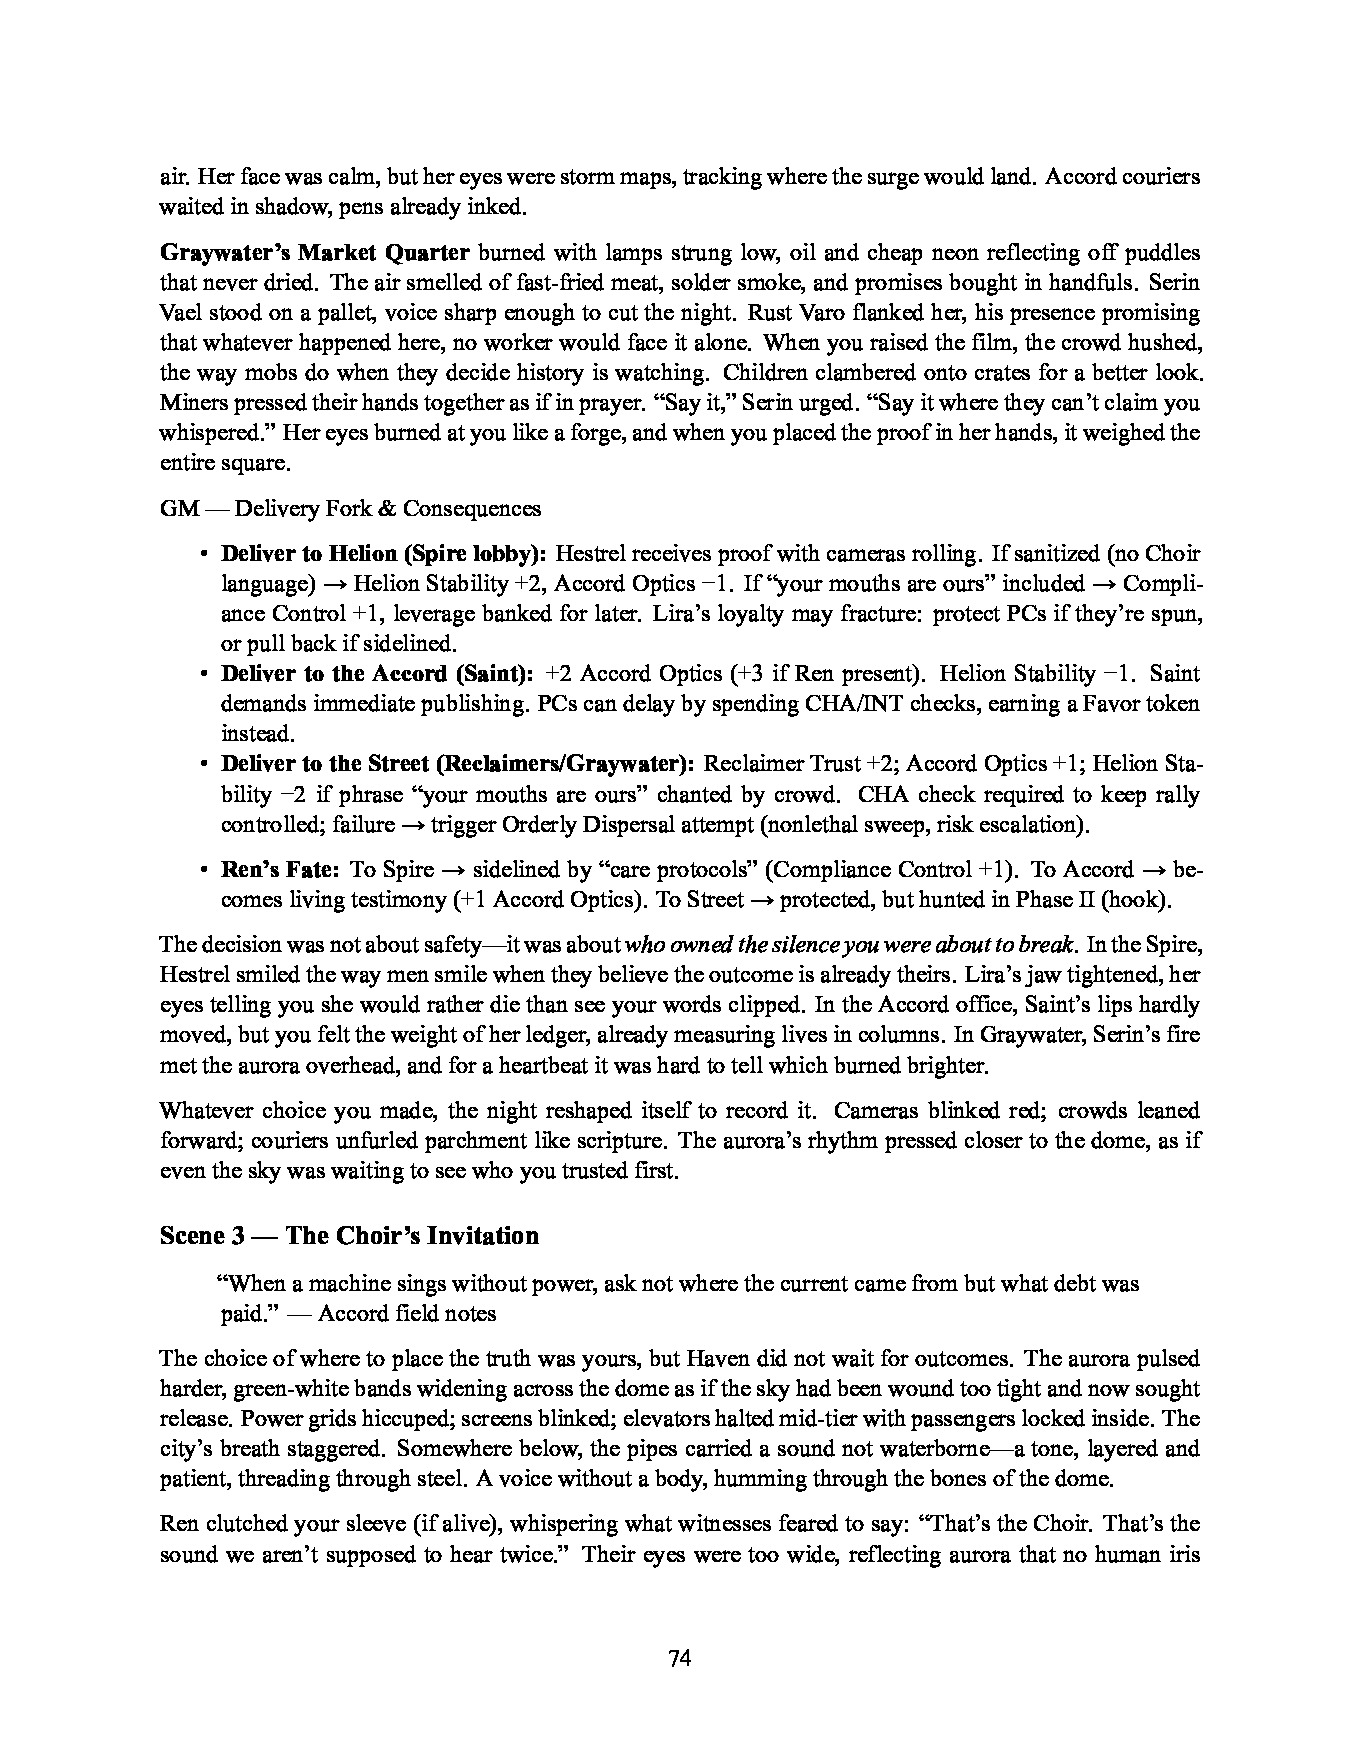 air. Her face was calm, but her eyes were storm maps, tracking where the surge would land. Accord couriers
waited in shadow, pens already inked.
Graywater’s Market Quarter burned with lamps strung low, oil and cheap neon reflecting off puddles
that never dried. The air smelled of fast-fried meat, solder smoke, and promises bought in handfuls. Serin
Vael stood on a pallet, voice sharp enough to cut the night. Rust Varo flanked her, his presence promising
that whatever happened here, no worker would face it alone. When you raised the film, the crowd hushed,
the way mobs do when they decide history is watching. Children clambered onto crates for a better look.
Miners pressed their hands together as if in prayer. “Say it,” Serin urged. “Say it where they can’t claim you
whispered.” Her eyes burned at you like a forge, and when you placed the proof in her hands, it weighed the
entire square.
GM — Delivery Fork & Consequences
• Deliver to Helion (Spire lobby): Hestrel receives proof with cameras rolling. If sanitized (no Choir
language) → Helion Stability +2, Accord Optics −1. If “your mouths are ours” included → Compli-
ance Control +1, leverage banked for later. Lira’s loyalty may fracture: protect PCs if they’re spun,
or pull back if sidelined.
• Deliver to the Accord (Saint): +2 Accord Optics (+3 if Ren present). Helion Stability −1. Saint
demands immediate publishing. PCs can delay by spending CHA/INT checks, earning a Favor token
instead.
• Deliver to the Street (Reclaimers/Graywater): Reclaimer Trust +2; Accord Optics +1; Helion Sta-
bility −2 if phrase “your mouths are ours” chanted by crowd. CHA check required to keep rally
controlled; failure → trigger Orderly Dispersal attempt (nonlethal sweep, risk escalation).
• Ren’s Fate: To Spire → sidelined by “care protocols” (Compliance Control +1). To Accord → be-
comes living testimony (+1 Accord Optics). To Street → protected, but hunted in Phase II (hook).
The decision was not about safety—it was about who owned the silence you were about to break. In the Spire,
Hestrel smiled the way men smile when they believe the outcome is already theirs. Lira’s jaw tightened, her
eyes telling you she would rather die than see your words clipped. In the Accord office, Saint’s lips hardly
moved, but you felt the weight of her ledger, already measuring lives in columns. In Graywater, Serin’s fire
met the aurora overhead, and for a heartbeat it was hard to tell which burned brighter.
Whatever choice you made, the night reshaped itself to record it. Cameras blinked red; crowds leaned
forward; couriers unfurled parchment like scripture. The aurora’s rhythm pressed closer to the dome, as if
even the sky was waiting to see who you trusted first.
Scene 3 — The Choir’s Invitation
“When a machine sings without power, ask not where the current came from but what debt was
paid.” — Accord field notes
The choice of where to place the truth was yours, but Haven did not wait for outcomes. The aurora pulsed
harder, green-white bands widening across the dome as if the sky had been wound too tight and now sought
release. Power grids hiccuped; screens blinked; elevators halted mid-tier with passengers locked inside. The
city’s breath staggered. Somewhere below, the pipes carried a sound not waterborne—a tone, layered and
patient, threading through steel. A voice without a body, humming through the bones of the dome.
Ren clutched your sleeve (if alive), whispering what witnesses feared to say: “That’s the Choir. That’s the
sound we aren’t supposed to hear twice.” Their eyes were too wide, reflecting aurora that no human iris
74